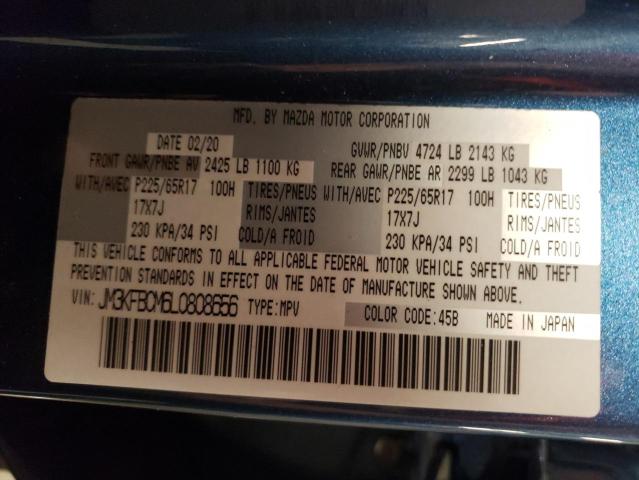 MFD. BY MAZDA MOTOR CORPORATION
DATE 02/20 GVWR/PNBV 4724 LB 2143 KG
FRONT GAWR/PNBE AV 2425 LB 1100 KG REAR GAWR/PNBE AR 2299 LB 1043 KG
WITH/AVEC P225/65R17 100H TIRES/PNEUS WITH/AVEC P225/65R17 100H TIRES/PNEUS
17X7J RIMS/JANTES 17X7J RIMS/JANTES
230 KPA/34 PSI COLD/A FROID 230 KPA/34 PSI COLD/A FROID
THIS VEHICLE CONFORMS TO ALL APPLICABLE FEDERAL MOTOR VEHICLE SAFETY AND THEFT
PREVENTION STANDARDS IN EFFECT ON THE DATE OF MANUFACTURE SHOWN ABOVE.
VIN: JM3KFBCM6L0808656 TYPE: MPV COLOR CODE: 45B MADE IN JAPAN